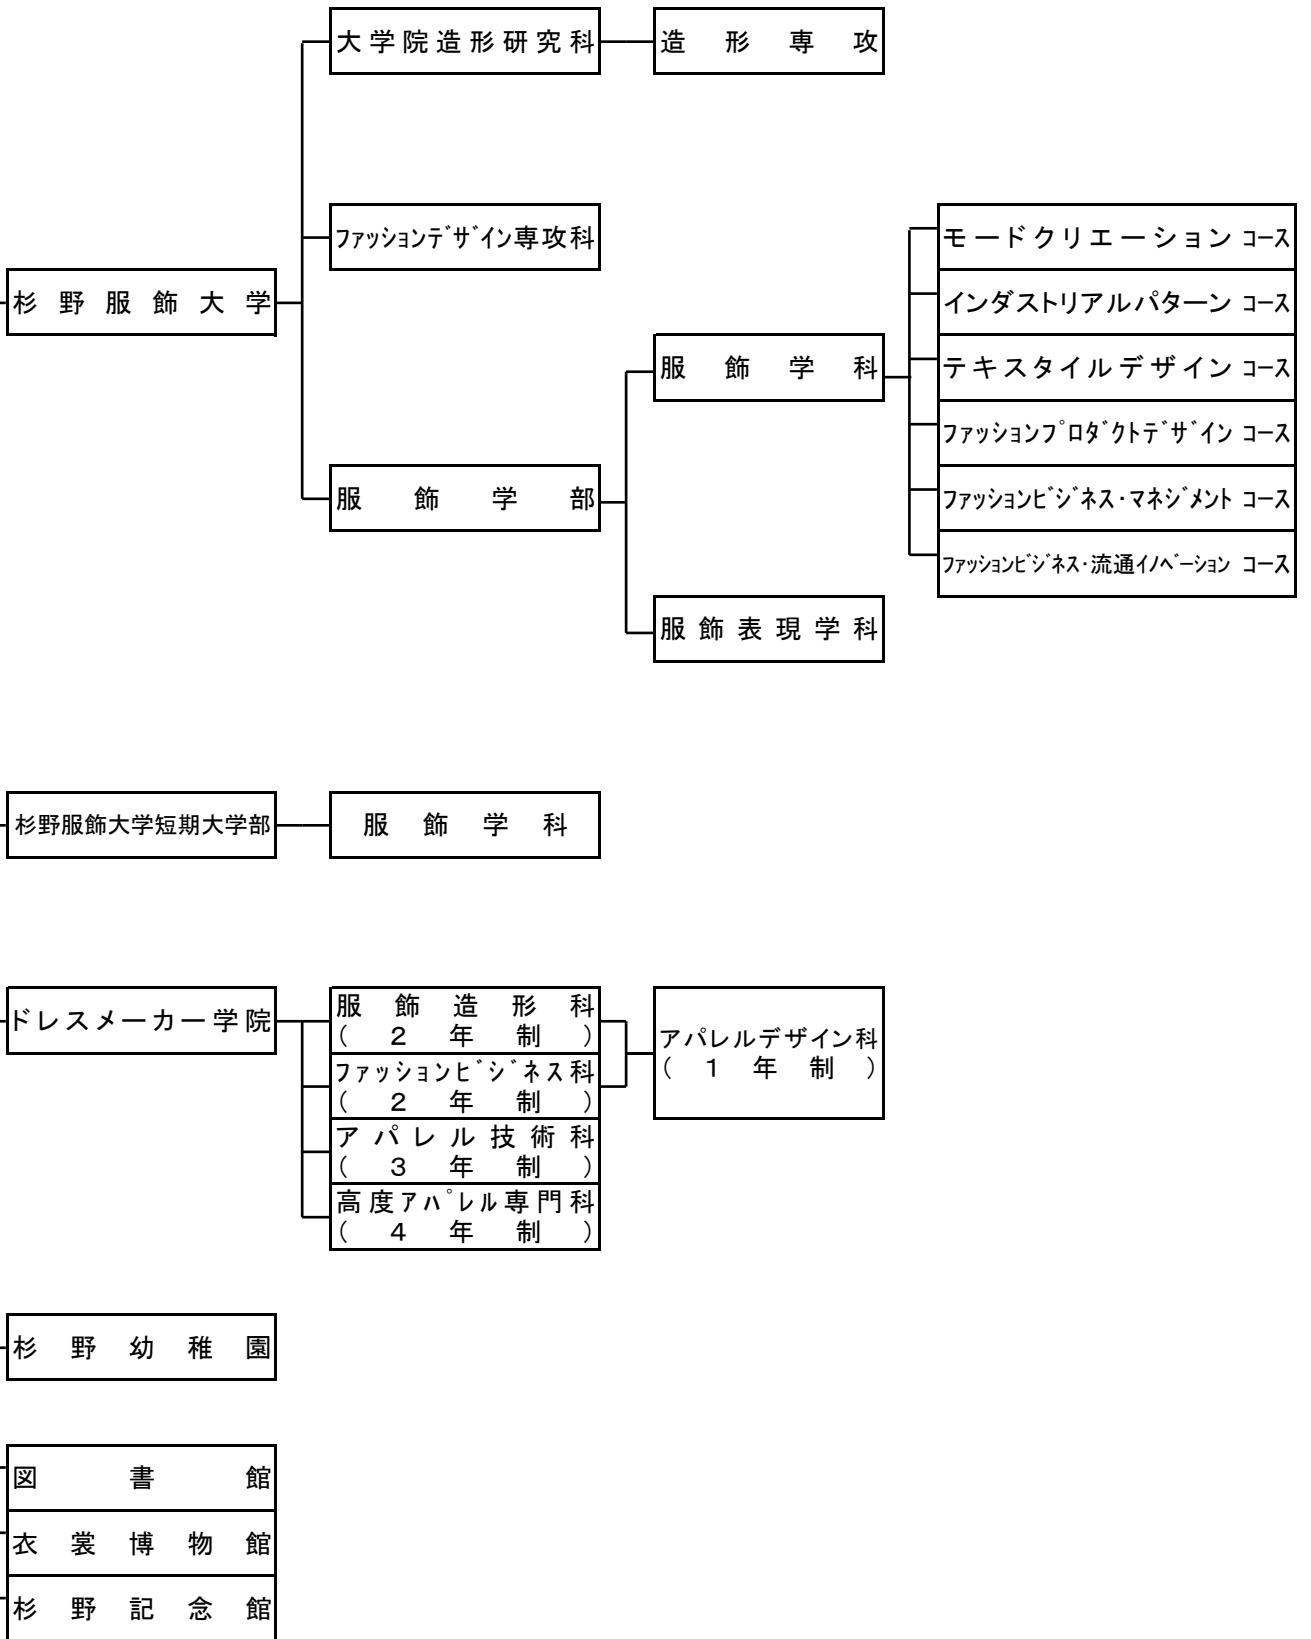 大学院造形研究科
造形専攻
ファッションデザイン専攻科
モードクリエーション コース
杉野服飾大学
インダストリアルパターン コース
服飾学科
テキスタイルデザイン コース
ファッションプロダクトデザイン コース
服飾学部
ファッションビジネス・マネジメント コース
ファッションビジネス・流通イノベーション コース
服飾表現学科
杉野服飾大学短期大学部
服飾学科
ドレスメーカー学院
服飾造形科
(2年制)
ファッションビジネス科
(2年制)
アパレルデザイン科
(1年制)
アパレル技術科
(3年制)
高度アパレル専門科
(4年制)
杉野幼稚園
図書館
衣裳博物館
杉野記念館